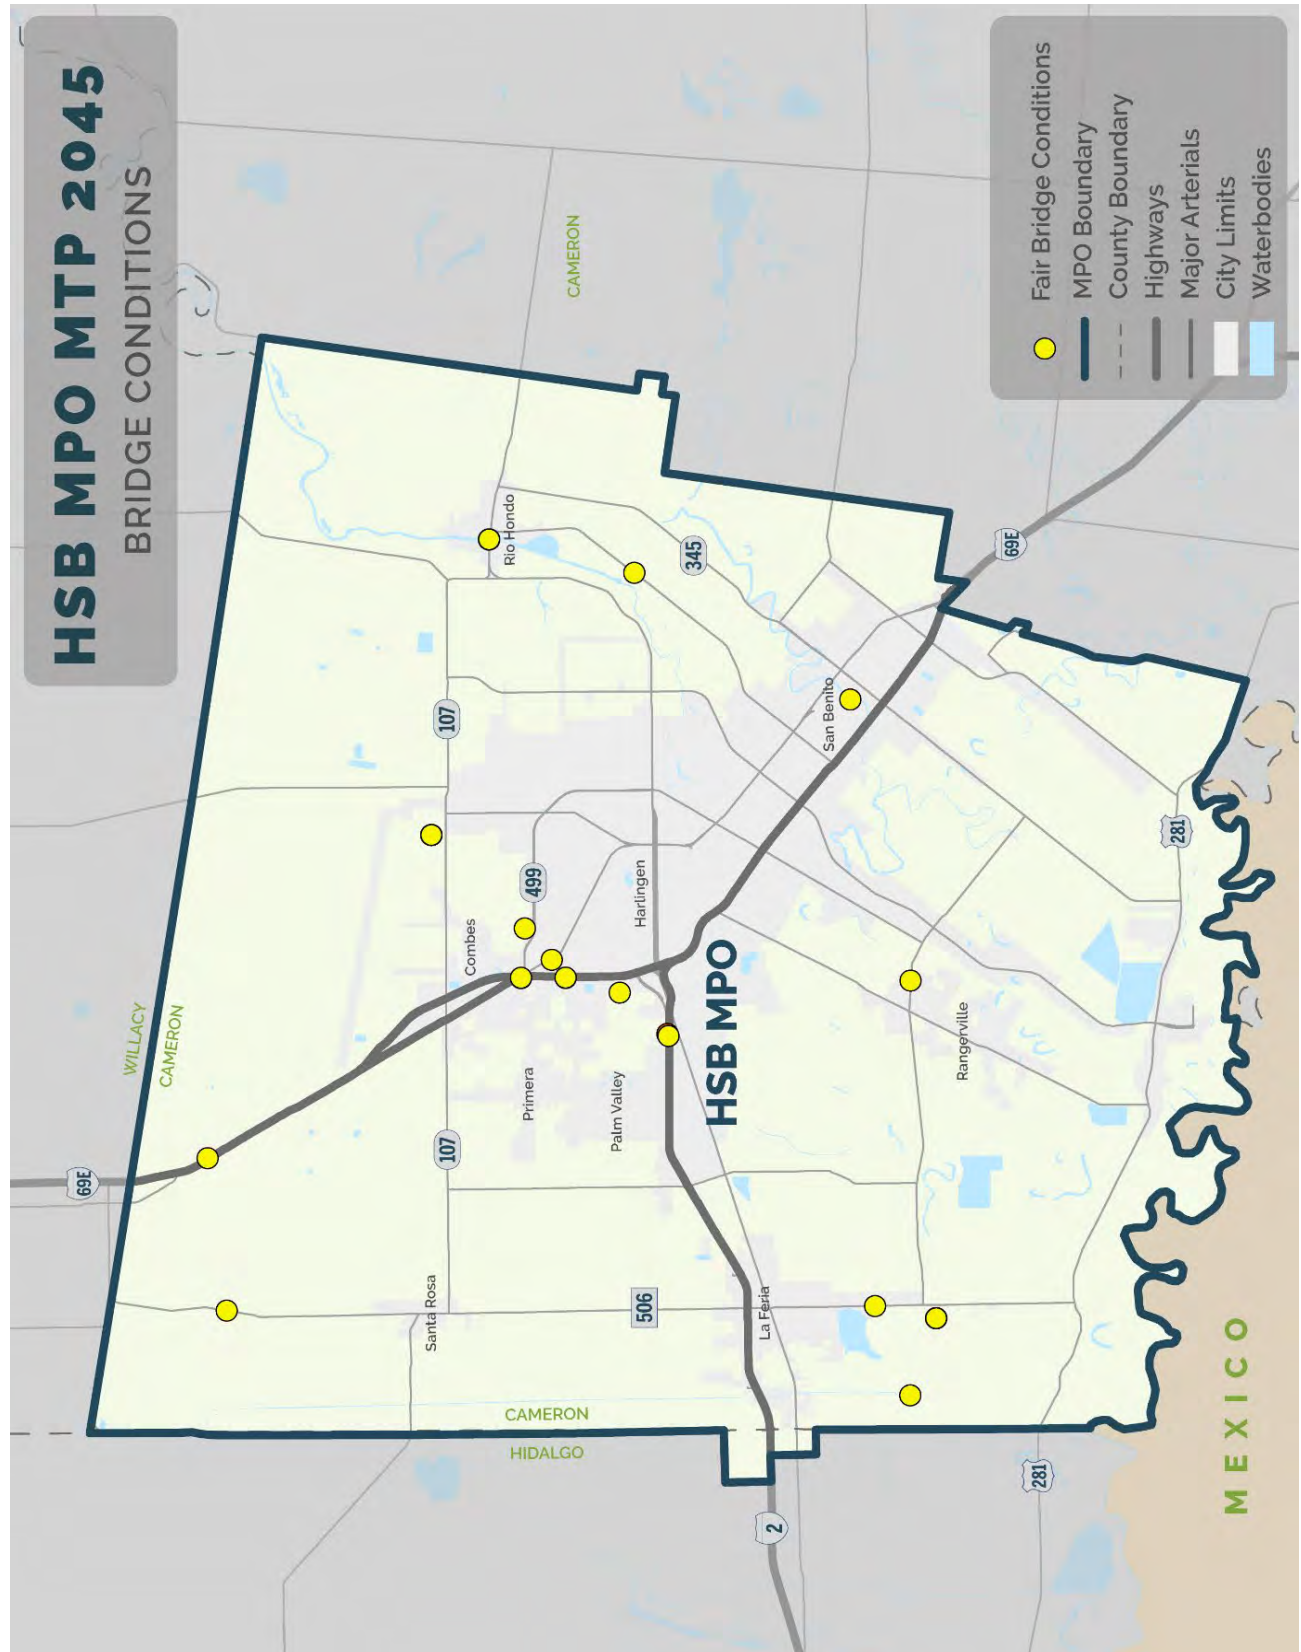 HSB MPO MTP 2045
BRIDGE CONDITIONS
Fair Bridge Conditions
MPO Boundary
County Boundary
Highways
Major Arterials
City Limits
Waterbodies
69E
WILLACY
CAMERON
CAMERON
HIDALGO
CAMERON
Santa Rosa
107
107
Combes
Primera
499
Rio Hondo
Palm Valley
506
Harlingen
345
HSB MPO
La Feria
2
San Benito
Rangerville
69E
281
281
MEXICO